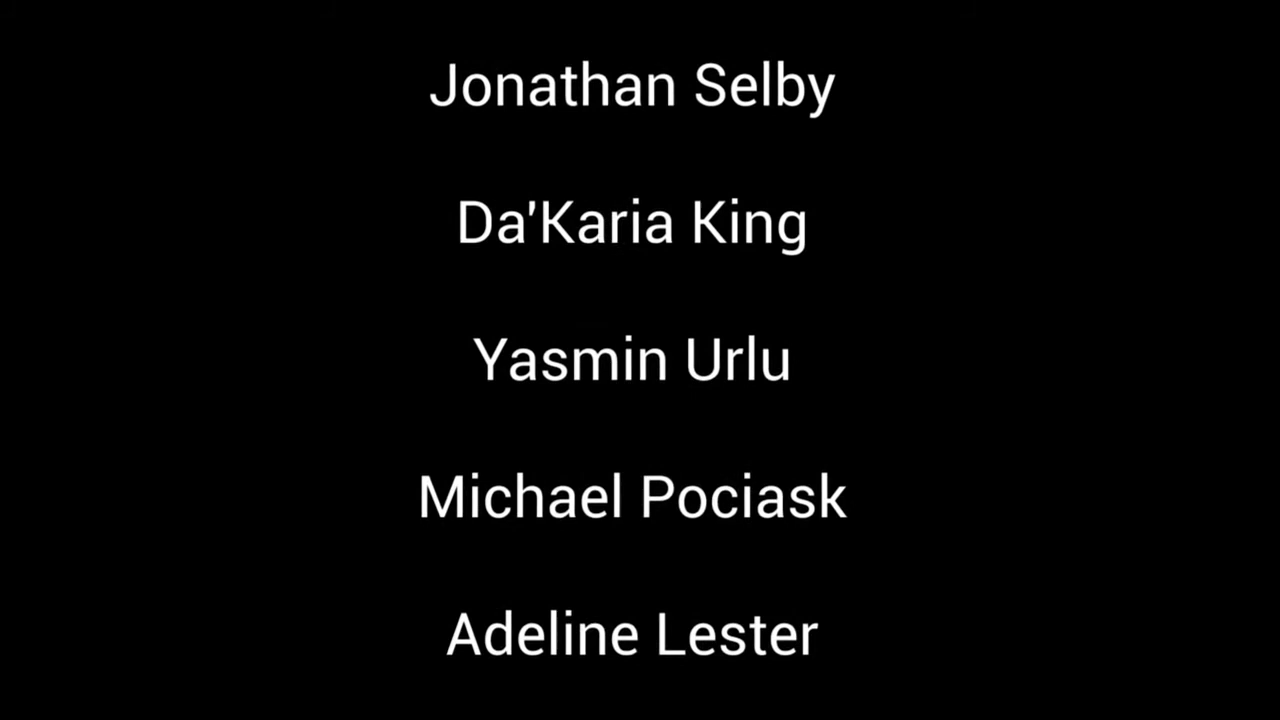 Jonathan Selby
Da'Karia King
Yasmin Urlu
Michael Pociask
Adeline Lester